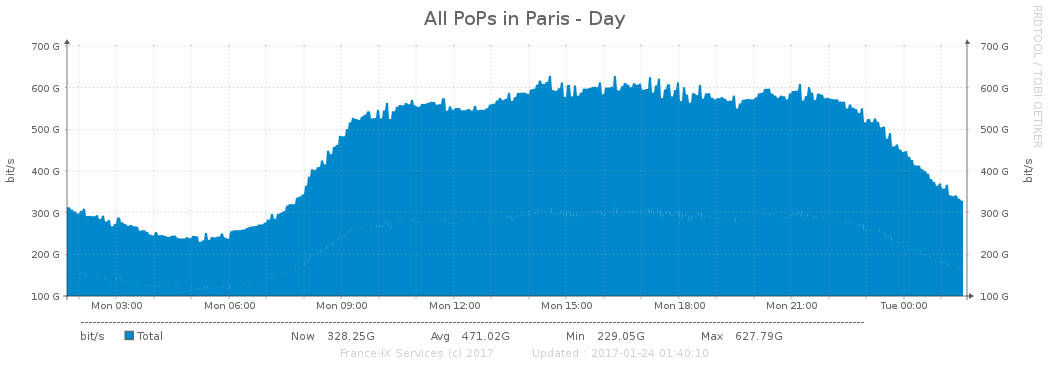 All PoPs in Paris - Day
RRDTOOL / TOBI OETIKER
700 G 700 G
600 G 600 G
500 G 500 G
400 G 400 G
300 G 300 G
200 G 200 G
100 G 100 G
bit/s bit/s
Mon 03:00 Mon 06:00 Mon 09:00 Mon 12:00 Mon 15:00 Mon 18:00 Mon 21:00 Tue 00:00
bit/s Total Now 328.25G Avg 471.02G Min 229.05G Max 627.79G
France-IX Services (c) 2017 Updated : 2017-01-24 01:40:10